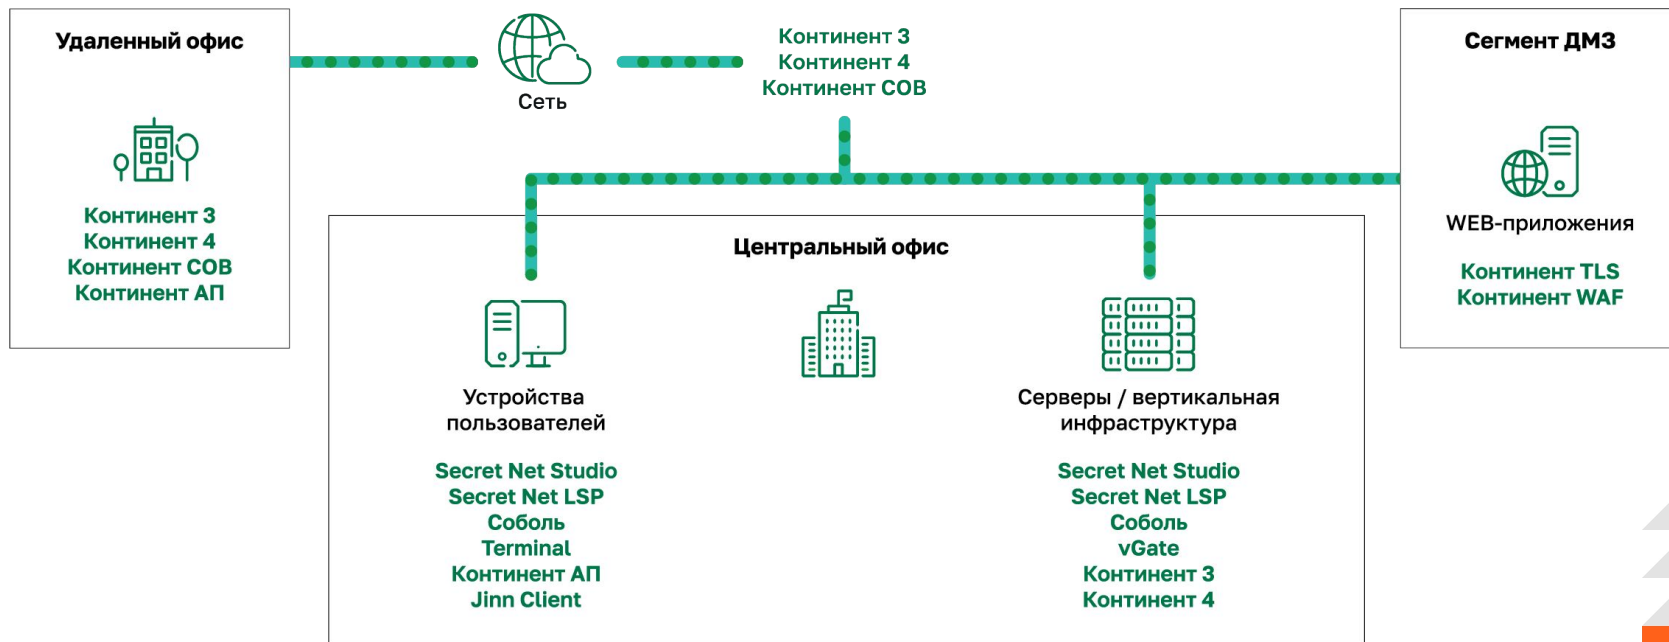 Удаленный офис
Континент 3
Континент 4
Континент СОВ
Континент АП
Сеть
Континент 3
Континент 4
Континент СОВ
Сегмент ДМЗ
WEB-приложения
Континент TLS
Континент WAF
Центральный офис
Устройства
пользователей
Secret Net Studio
Secret Net LSP
Соболь
Terminal
Континент АП
Jinn Client
Серверы / вертикальная
инфраструктура
Secret Net Studio
Secret Net LSP
Соболь
vGate
Континент 3
Континент 4